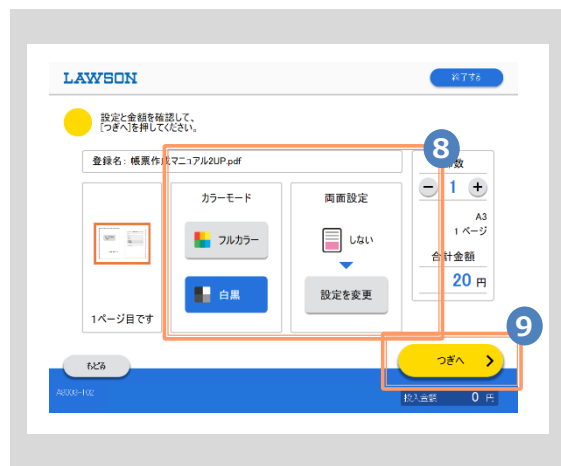 LAWSON
終了する
設定と金額を確認して、
[つぎへ]を押してください。
8
登録名: 帳票作成マニュアル2UP.pdf
数
カラーモード
両面設定
1
フルカラー
しない
A3
1 ページ
合計金額
白黒
設定を変更
20 円
1ページ目です
9
つぎへ
もどる
投入金額 0 円